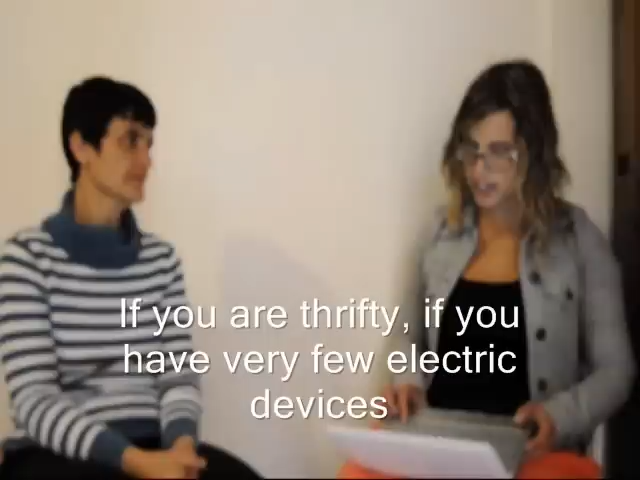 If you are thrifty, if you
have very few electric
devices